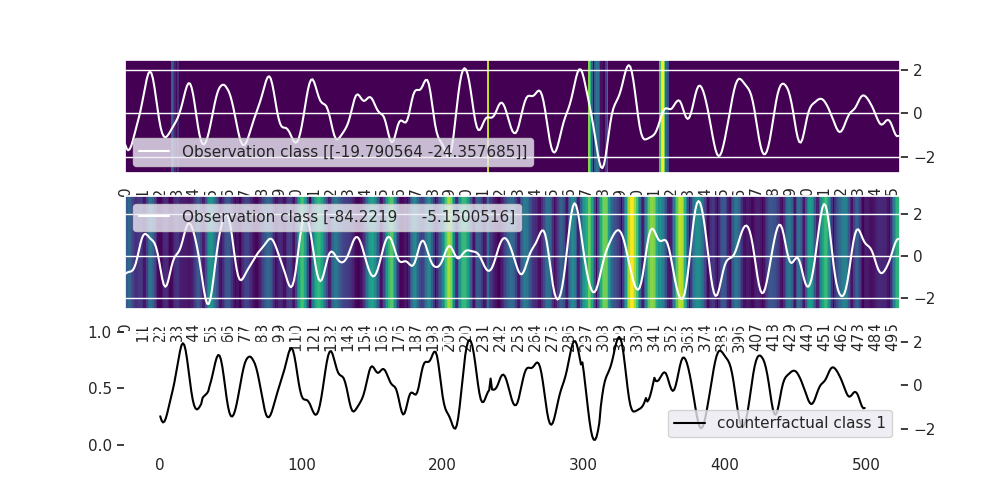 2
0
−2
Observation class [[-19.790564 -24.357685]]
2
0
−2
Observation class [-84.2219 -5.1500516]
0 11 22 33 44 55 66 77 88 99 110 121 132 143 154 165 176 187 198 209 220 231 242 253 264 275 286 297 308 319 330 341 352 363 374 385 396 407 418 429 440 451 462 473 484 495
1.0
0.5
0.0
2
0
−2
counterfactual class 1
0 100 200 300 400 500